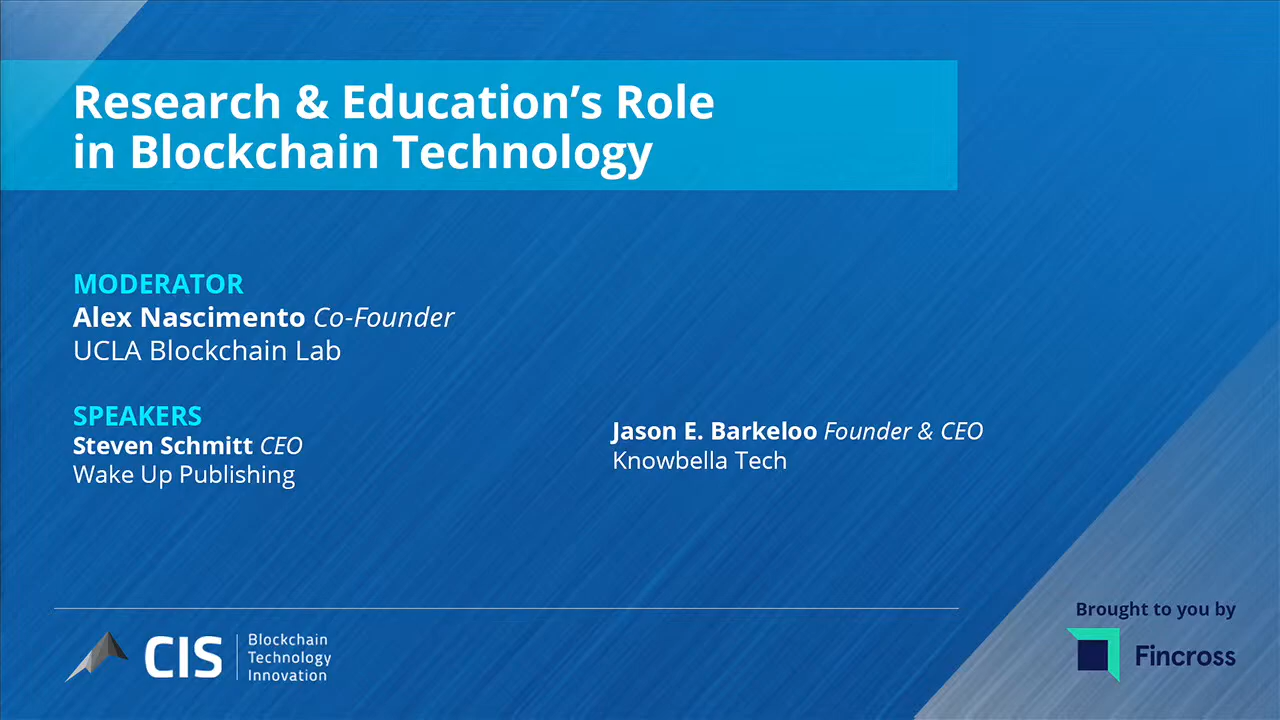 Research & Education’s Role
in Blockchain Technology
MODERATOR
Alex Nascimento Co-Founder
UCLA Blockchain Lab
SPEAKERS
Steven Schmitt CEO
Wake Up Publishing
Jason E. Barkeloo Founder & CEO
Knowbella Tech
CIS
Blockchain
Technology
Innovation
Brought to you by
Fincross